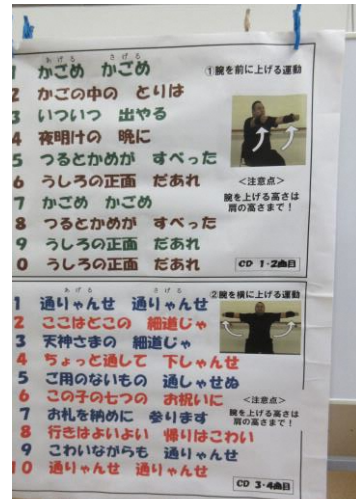 あげる さげる
1 かごめ かごめ
2 かごの中の とりは
3 いついつ 出やる
4 夜明けの 晩に
5 つるとかめが すべった
6 うしろの正面 だあれ
7 かごめ かごめ
8 つるとかめが すべった
9 うしろの正面 だあれ
0 うしろの正面 だあれ
①腕を前に上げる運動
<注意点>
腕を上げる高さは
肩の高さまで!
CD 1・2曲目
あげる さげる
1 通りゃんせ 通りゃんせ
2 ここはどこの 細道じゃ
3 天神さまの 細道じゃ
4 ちょっと通して 下しゃんせ
5 ご用のないもの 通しゃせぬ
6 この子の七つの お祝いに
7 お札を納めに 参ります
8 行きはよいよい 帰りはこわい
9 こわいながらも 通りゃんせ
10 通りゃんせ 通りゃんせ
②腕を横に上げる運動
<注意点>
腕を上げる高さは
肩の高さまで!
CD 3・4曲目